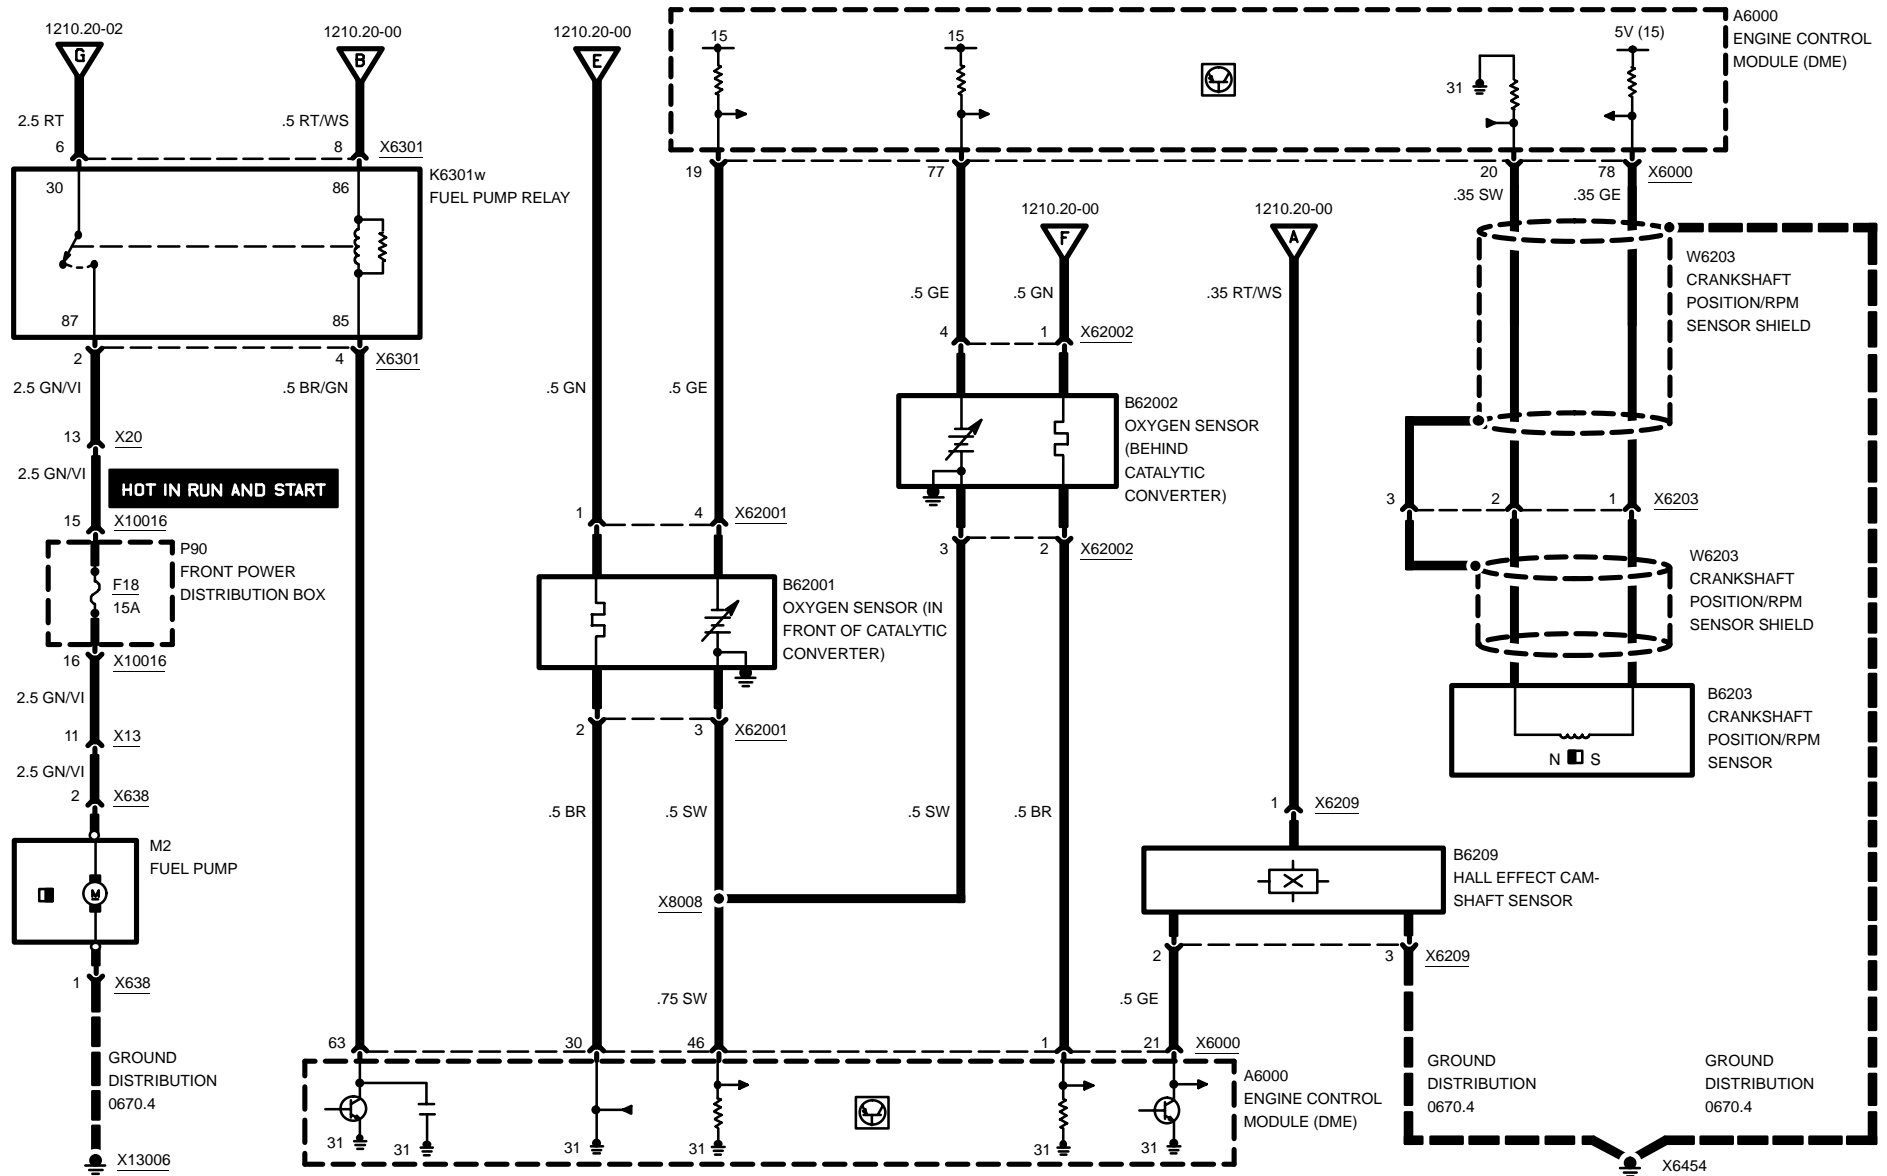 1210.20-02
1210.20-00
1210.20-00
G
B
E
2.5 RT
.5 RT/WS
6
8
X6301
30
86
K6301w
FUEL PUMP RELAY
87
85
2
4
X6301
2.5 GN/VI
.5 BR/GN
13
X20
2.5 GN/VI
HOT IN RUN AND START
15
X10016
P90
FRONT POWER
DISTRIBUTION BOX
F18
15A
16
X10016
2.5 GN/VI
11
X13
2.5 GN/VI
2
X638
M2
FUEL PUMP
M
1
X638
GROUND
DISTRIBUTION
0670.4
X13006
A6000
ENGINE CONTROL
MODULE (DME)
15
15
31
5V (15)
19
77
20
78
X6000
.35 SW
.35 GE
1210.20-00
1210.20-00
F
A
.5 GE
.5 GN
.35 RT/WS
4
1
X62002
.5 GN
.5 GE
B62002
OXYGEN SENSOR
(BEHIND
CATALYTIC
CONVERTER)
1
4
X62001
3
2
X62002
B62001
OXYGEN SENSOR (IN
FRONT OF CATALYTIC
CONVERTER)
2
3
X62001
.5 BR
.5 SW
.5 SW
.5 BR
X8008
.75 SW
W6203
CRANKSHAFT
POSITION/RPM
SENSOR SHIELD
3
2
1
X6203
W6203
CRANKSHAFT
POSITION/RPM
SENSOR SHIELD
B6203
CRANKSHAFT
POSITION/RPM
SENSOR
N S
1
X6209
B6209
HALL EFFECT CAM-
SHAFT SENSOR
2
3
X6209
.5 GE
63
30
46
1
21
X6000
A6000
ENGINE CONTROL
MODULE (DME)
31
31
31
31
31
31
GROUND
DISTRIBUTION
0670.4
GROUND
DISTRIBUTION
0670.4
X6454